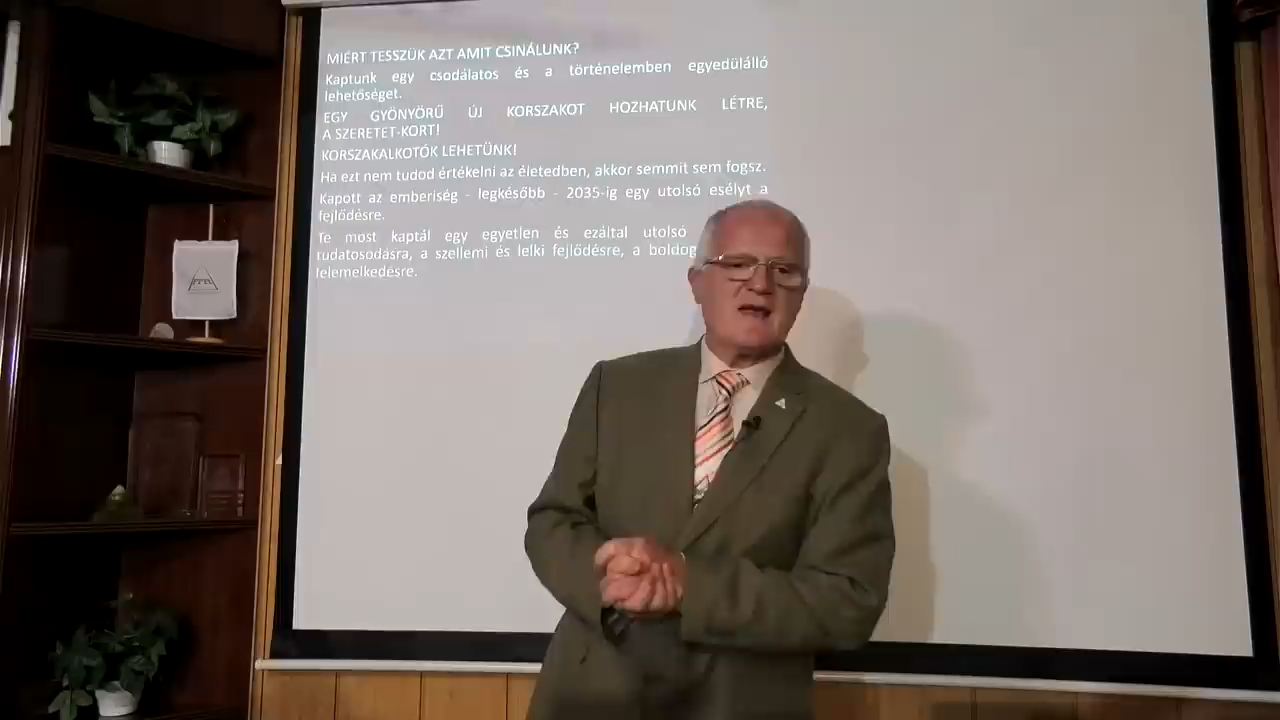 MIÉRT TESSZÜK AZT AMIT CSINÁLUNK?
Kaptunk egy csodálatos és a történelemben egyedülálló
lehetőséget.
EGY GYÖNYÖRŰ ÚJ KORSZAKOT HOZHATUNK LÉTRE,
A SZERETET-KORT!
KORSZAKALKOTÓK LEHETÜNK!
Ha ezt nem tudod értékelni az életedben, akkor semmit sem fogsz.
Kapott az emberiség - legkésőbb - 2035-ig egy utolsó esélyt a
fejlődésre.
Te most kaptál egy egyetlen és ezáltal utolsó
tudatosodásra, a szellemi és lelki fejlődésre, a boldog
felemelkedésre.